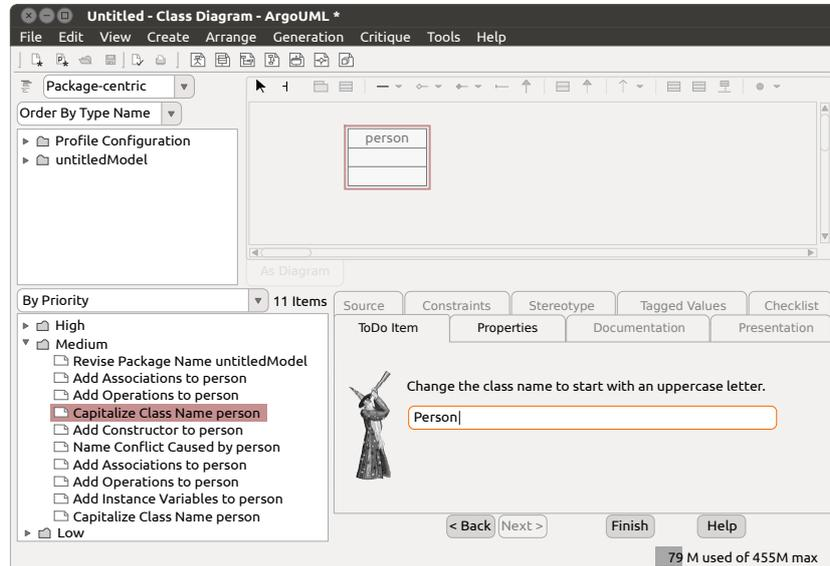 Untitled - Class Diagram - ArgoUML *
File Edit View Create Arrange Generation Critique Tools Help
Package-centric
Order By Type Name
Profile Configuration
untitledModel
person
As Diagram
By Priority
11 Items
High
Medium
Revise Package Name untitledModel
Add Associations to person
Add Operations to person
Capitalize Class Name person
Add Constructor to person
Name Conflict Caused by person
Add Associations to person
Add Operations to person
Add Instance Variables to person
Capitalize Class Name person
Low
Source Constraints Stereotype Tagged Values Checklist
ToDo Item Properties Documentation Presentation
Change the class name to start with an uppercase letter.
Person
< Back Next > Finish Help
79 M used of 455M max